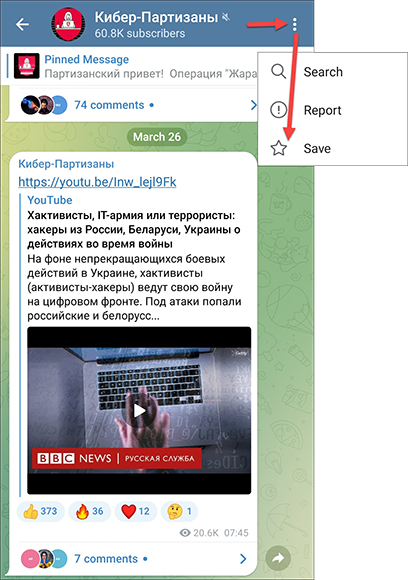 Кибер-Партизаны
60.8K subscribers
Pinned Message
Партизанский привет! Операция "Жара
74 comments
Search
Report
Save
March 26
Кибер-Партизаны
https://youtu.be/Inw_lejl9Fk
YouTube
Хактивисты, IT-армия или террористы:
хакеры из России, Беларуси, Украины о
действиях во время войны
На фоне непрекращающихся боевых
действий в Украине, хактивисты
(активисты-хакеры) ведут свою войну
на цифровом фронте. Под атаки попали
российские и белорусс...
BBC NEWS | РУССКАЯ СЛУЖБА
373 36 12 1
20.6K 07:45
7 comments